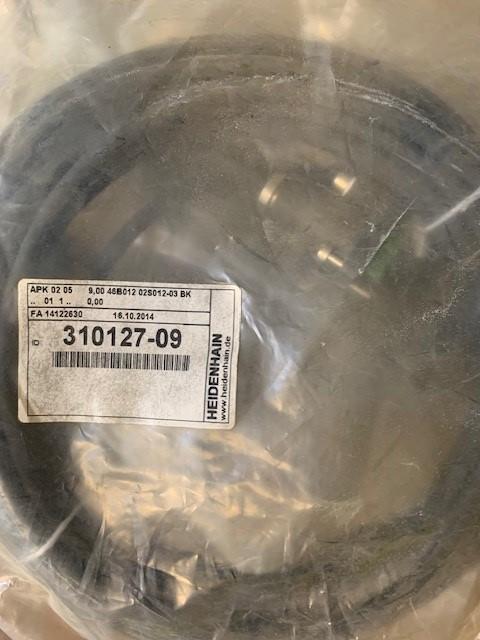 APK 02 05 9,00 46B012 02S012-03 BK
.. 01 1 .. 0,00
FA 14122630 16.10.2014
310127-09
HEIDENHAIN
www.heidenhain.de